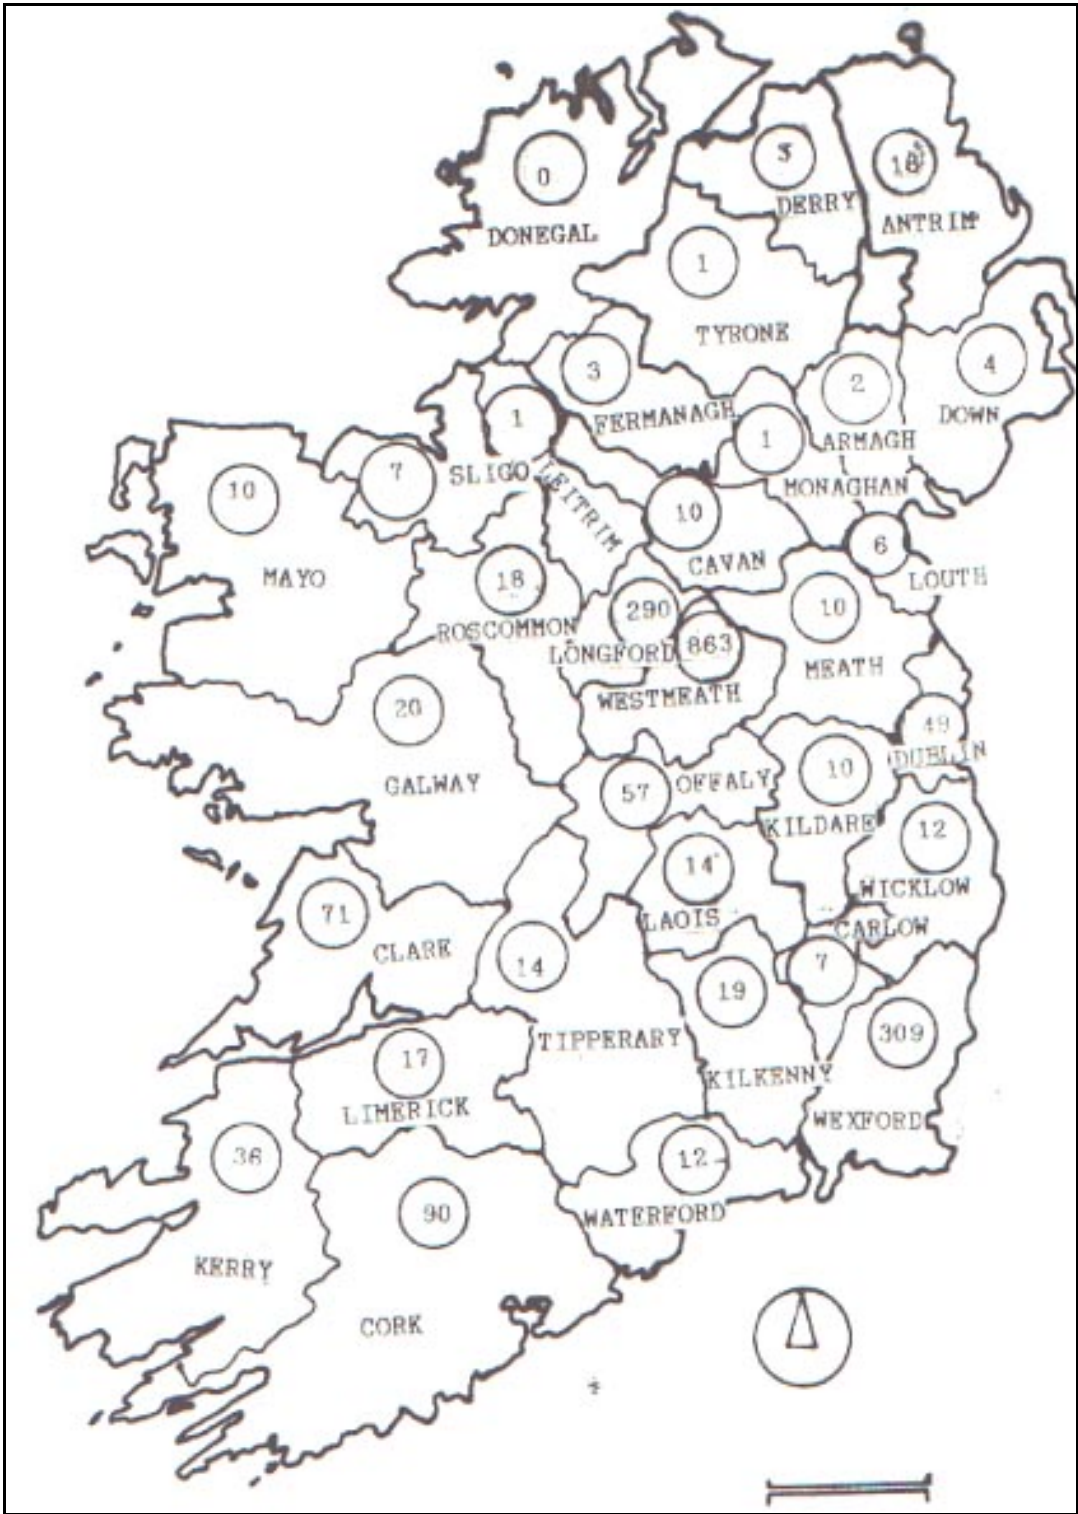 0
DONEGAL
DERRY
ANTRIM
1
TYRONE
3
FERMANAGH
2
ARMAGH
4
DOWN
1
MONAGHAN
1
LEITRIM
7
SLIGO
10
MAYO
10
CAVAN
6
LOUTH
18
ROSCOMMON
290
LONGFORD
863
WESTMEATH
10
MEATH
20
GALWAY
49
DUBLIN
57
OFFALY
10
KILDARE
12
WICKLOW
14
LAOIS
CARLOW
7
71
CLARE
14
TIPPERARY
19
KILKENNY
309
WEXFORD
17
LIMERICK
36
KERRY
90
CORK
12
WATERFORD